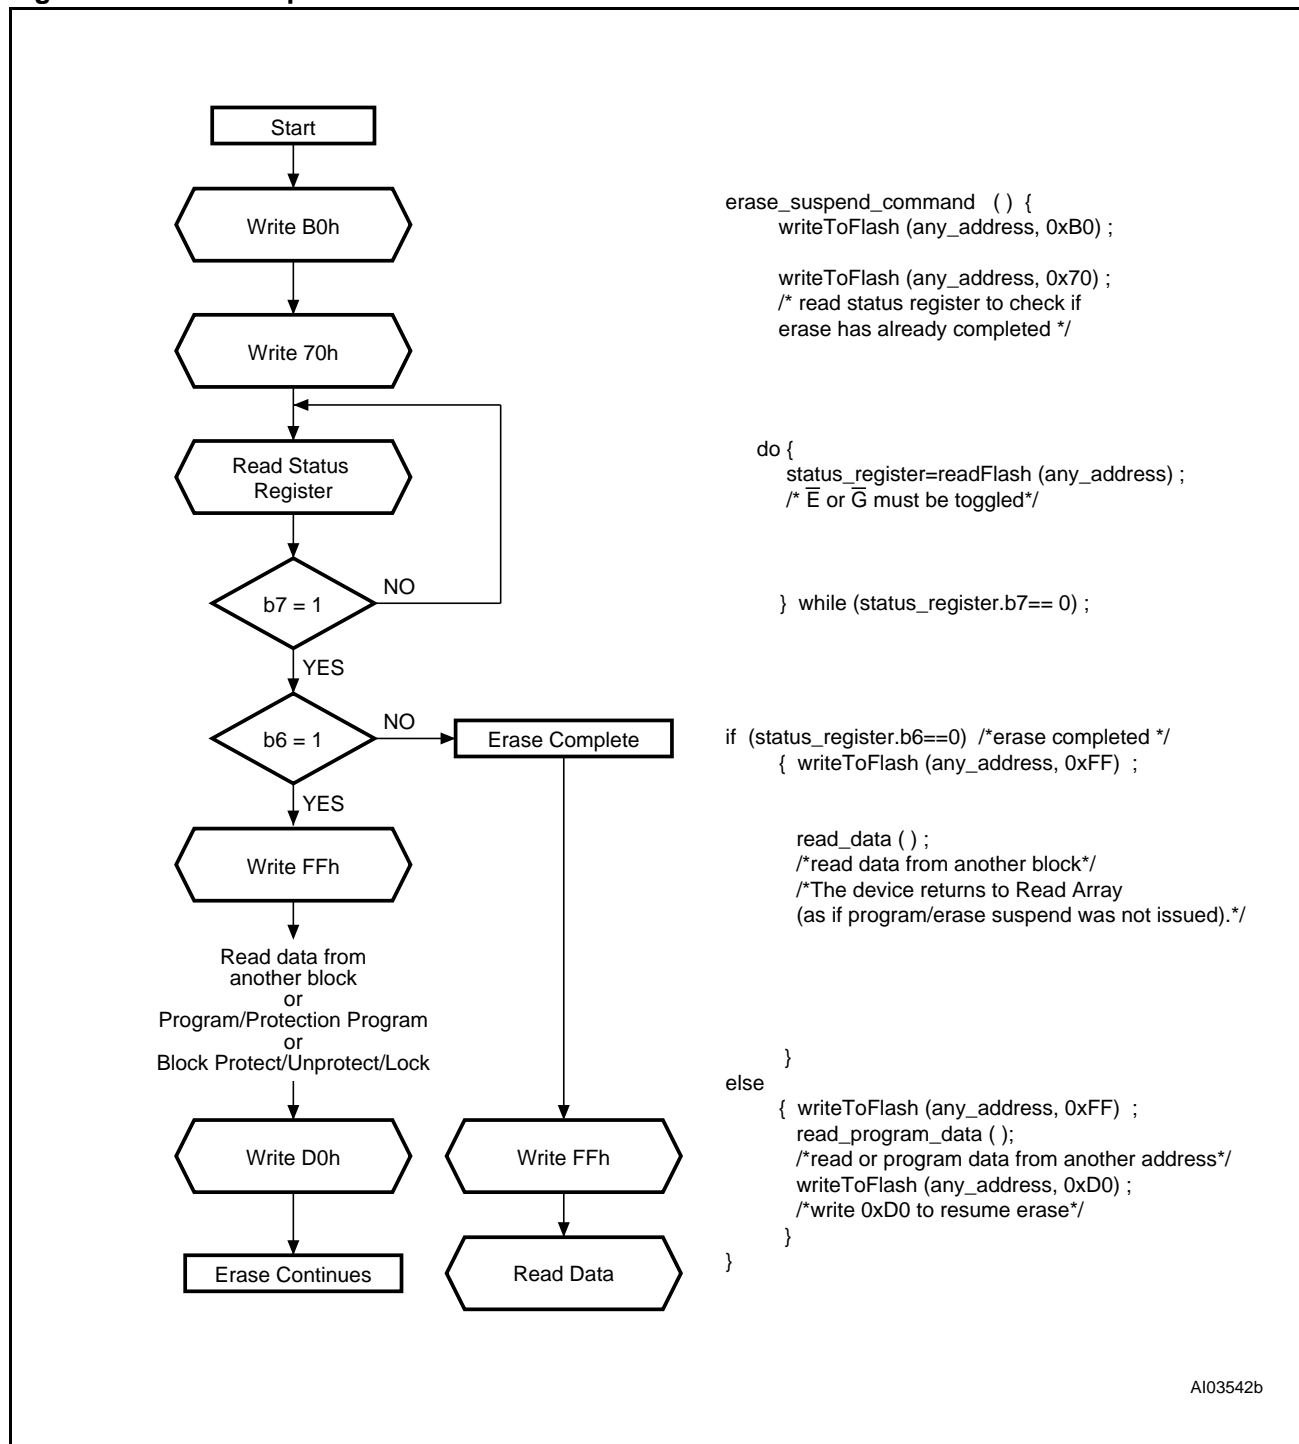 Start
Write B0h
Write 70h
Read Status
Register
b7 = 1
NO
YES
b6 = 1
NO
Erase Complete
YES
Write FFh
Read data from
another block
or
Program/Protection Program
or
Block Protect/Unprotect/Lock
Write D0h
Write FFh
Erase Continues
Read Data
erase_suspend_command ( ) {
writeToFlash (any_address, 0xB0) ;
writeToFlash (any_address, 0x70) ;
/* read status register to check if
erase has already completed */
do {
status_register=readFlash (any_address) ;
/* E̅ or G̅ must be toggled*/
} while (status_register.b7== 0) ;
if (status_register.b6==0) /*erase completed */
{ writeToFlash (any_address, 0xFF) ;
read_data ( ) ;
/*read data from another block*/
/*The device returns to Read Array
(as if program/erase suspend was not issued).*/
}
else
{ writeToFlash (any_address, 0xFF) ;
read_program_data ( );
/*read or program data from another address*/
writeToFlash (any_address, 0xD0) ;
/*write 0xD0 to resume erase*/
}
}
AI03542b